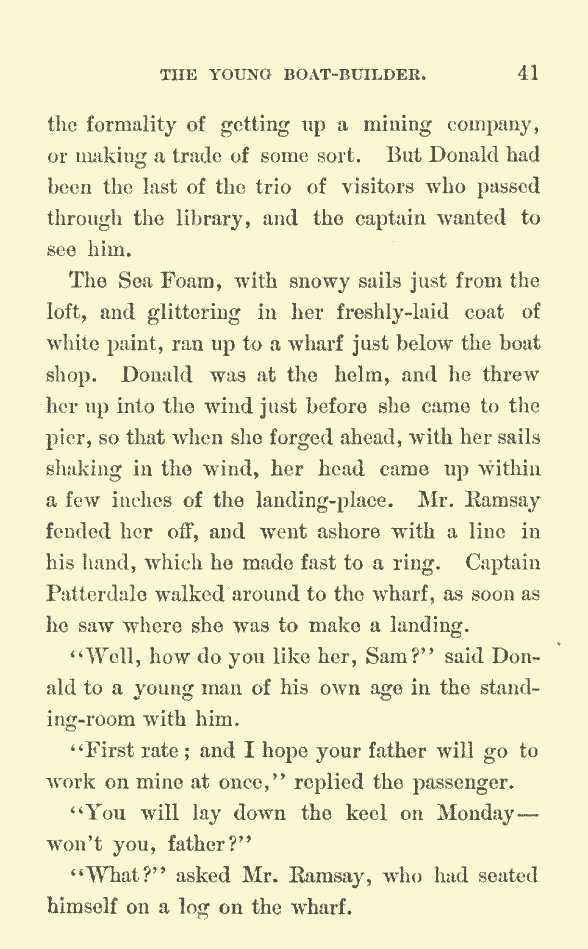 THE YOUNG BOAT-BUILDER. 41
the formality of getting up a mining company,
or making a trade of some sort. But Donald had
been the last of the trio of visitors who passed
through the library, and the captain wanted to
see him.
The Sea Foam, with snowy sails just from the
loft, and glittering in her freshly-laid coat of
white paint, ran up to a wharf just below the boat
shop. Donald was at the helm, and he threw
her up into the wind just before she came to the
pier, so that when she forged ahead, with her sails
shaking in the wind, her head came up within
a few inches of the landing-place. Mr. Ramsay
fended her off, and went ashore with a line in
his hand, which he made fast to a ring. Captain
Patterdale walked around to the wharf, as soon as
he saw where she was to make a landing.
"Well, how do you like her, Sam?" said Don-
ald to a young man of his own age in the stand-
ing-room with him.
"First rate; and I hope your father will go to
work on mine at once," replied the passenger.
"You will lay down the keel on Monday—
won't you, father?"
"What?" asked Mr. Ramsay, who had seated
himself on a log on the wharf.